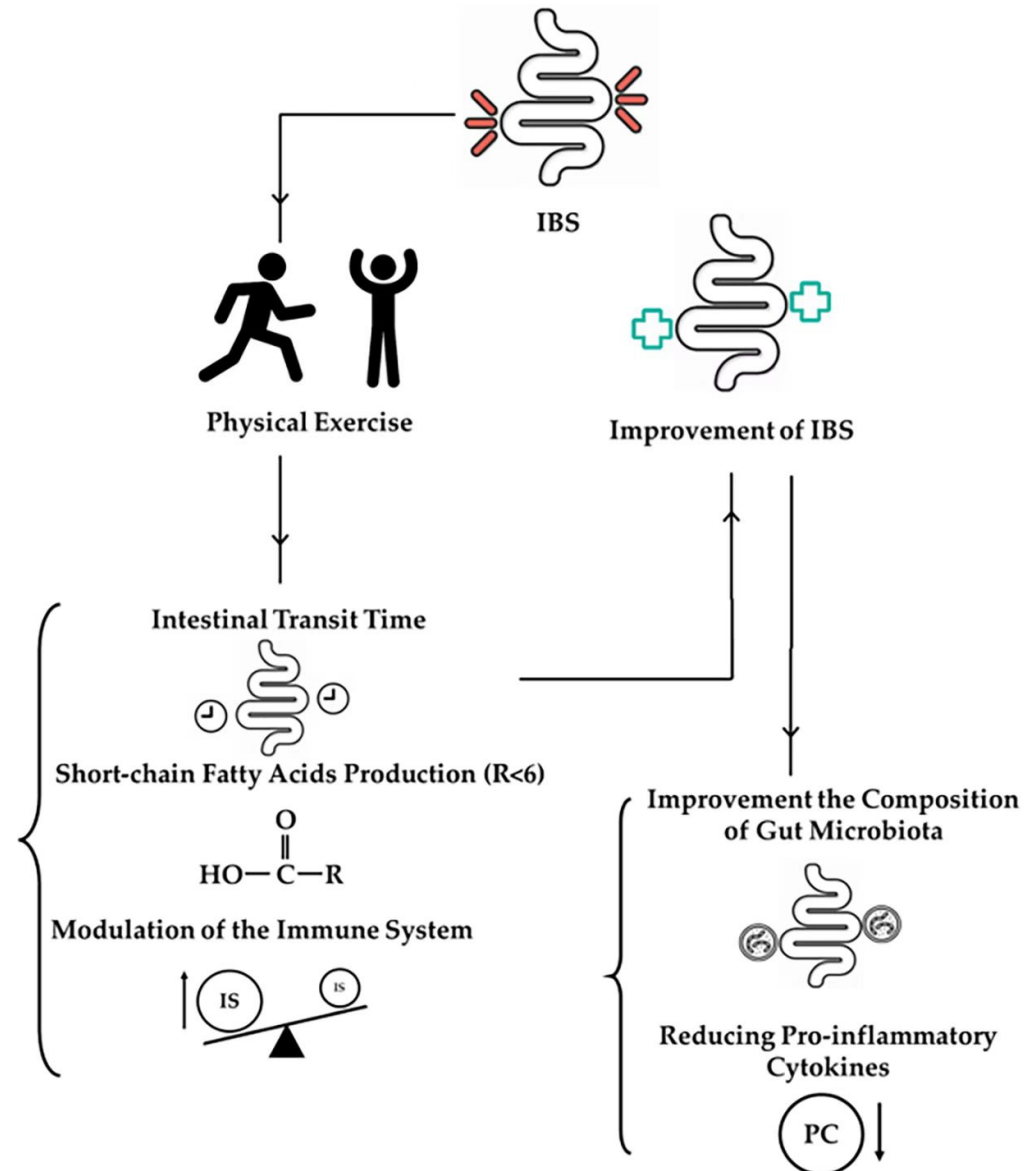 IBS
Physical Exercise
Improvement of IBS
Intestinal Transit Time
Short-chain Fatty Acids Production (R<6)
O
HO—C—R
Modulation of the Immune System
IS
IS
Improvement the Composition
of Gut Microbiota
Reducing Pro-inflammatory
Cytokines
PC